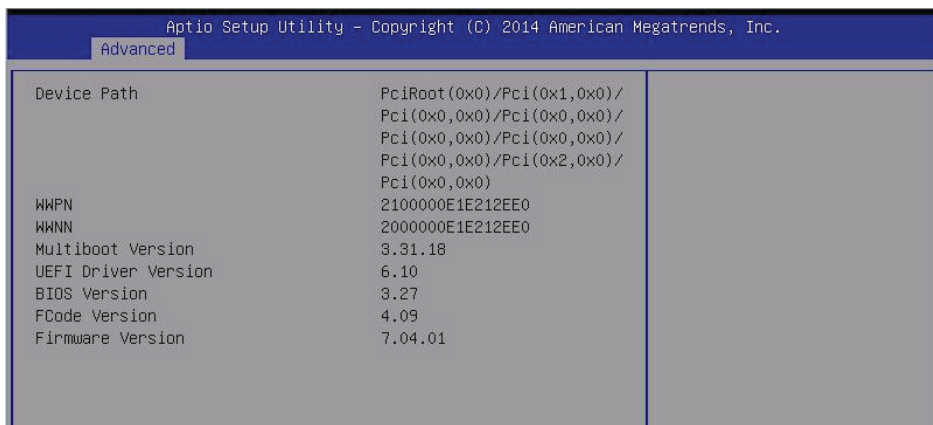 Aptio Setup Utility – Copyright (C) 2014 American Megatrends, Inc.
Advanced
Device Path PciRoot(0x0)/Pci(0x1,0x0)/
Pci(0x0,0x0)/Pci(0x0,0x0)/
Pci(0x0,0x0)/Pci(0x0,0x0)/
Pci(0x0,0x0)/Pci(0x2,0x0)/
Pci(0x0,0x0)
WWPN 2100000E1E212EE0
WWNN 2000000E1E212EE0
Multiboot Version 3.31.18
UEFI Driver Version 6.10
BIOS Version 3.27
FCode Version 4.09
Firmware Version 7.04.01